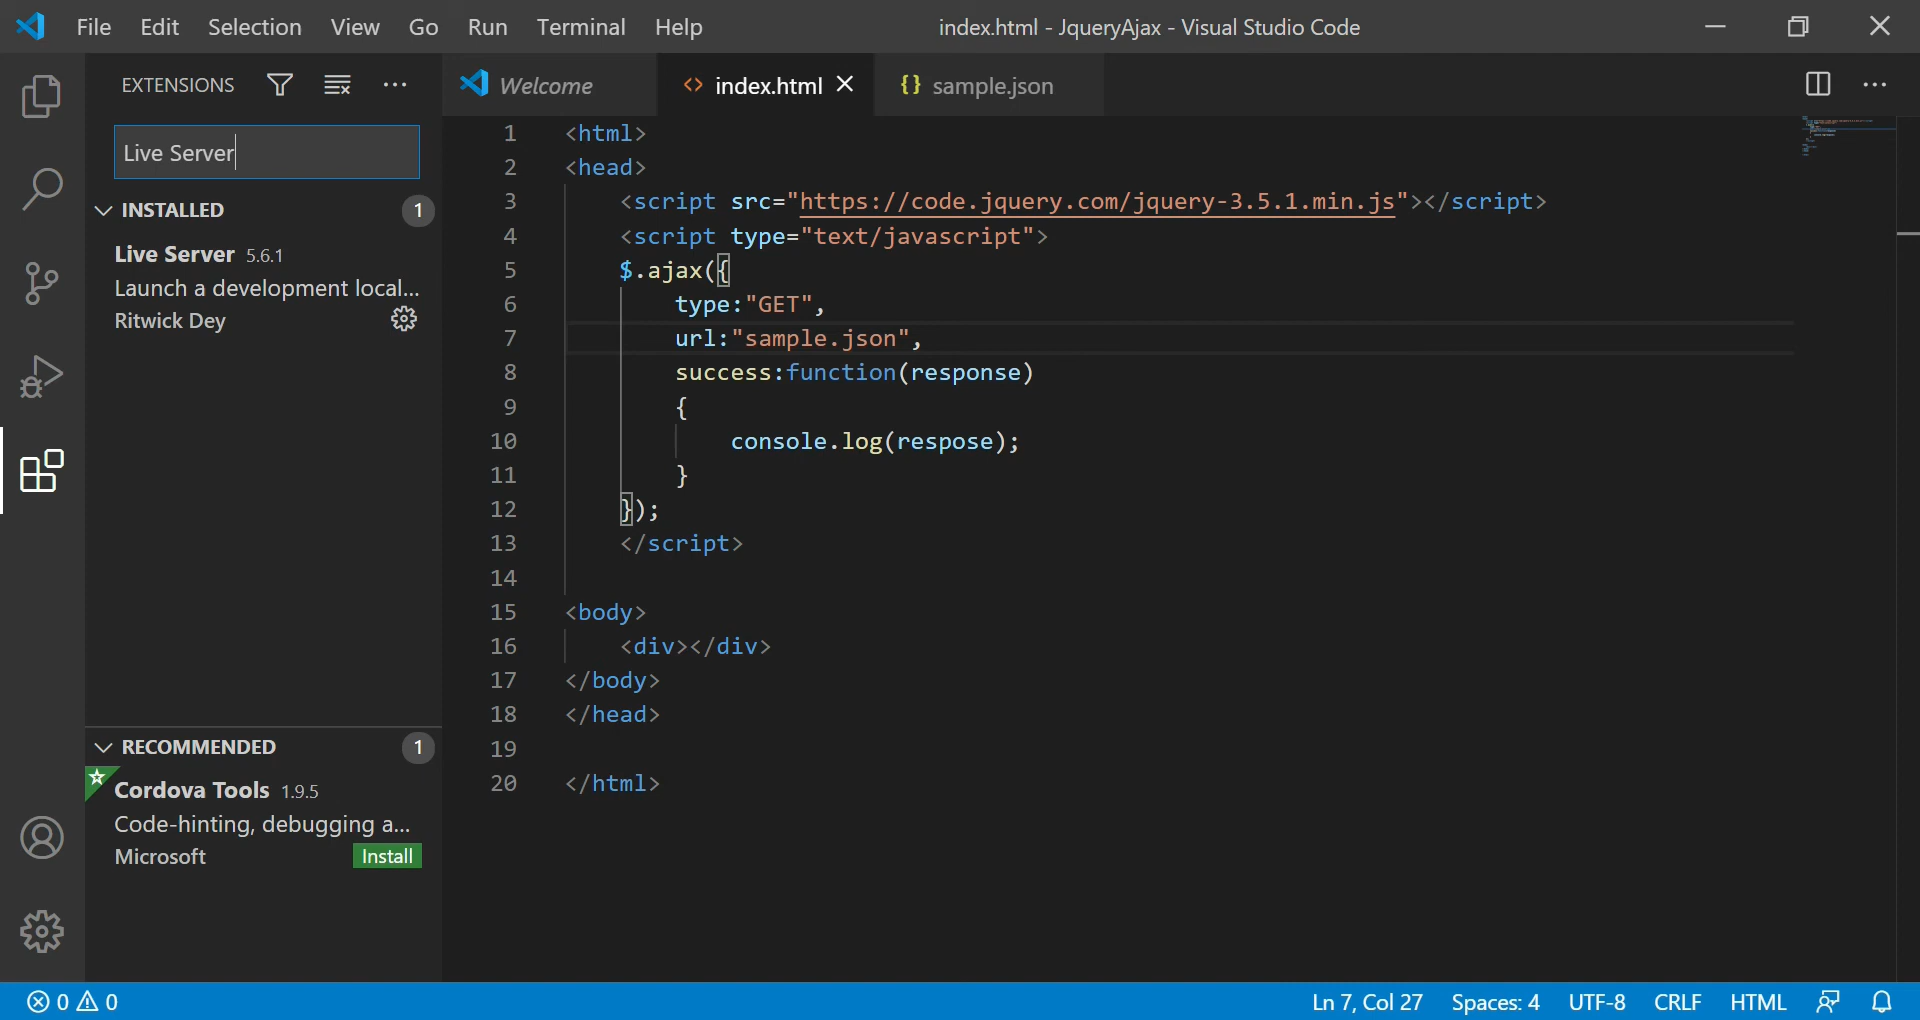 File Edit Selection View Go Run Terminal Help index.html - JqueryAjax - Visual Studio Code
EXTENSIONS
Live Server
INSTALLED 1
Live Server 5.6.1
Launch a development local...
Ritwick Dey
RECOMMENDED 1
Cordova Tools 1.9.5
Code-hinting, debugging a...
Microsoft Install
Welcome index.html sample.json
1 <html>
2 <head>
3 <script src="https://code.jquery.com/jquery-3.5.1.min.js"></script>
4 <script type="text/javascript">
5 $.ajax({
6 type:"GET",
7 url:"sample.json",
8 success:function(response)
9 {
10 console.log(respose);
11 }
12 });
13 </script>
14
15 <body>
16 <div></div>
17 </body>
18 </head>
19
20 </html>
0 0 Ln 7, Col 27 Spaces: 4 UTF-8 CRLF HTML